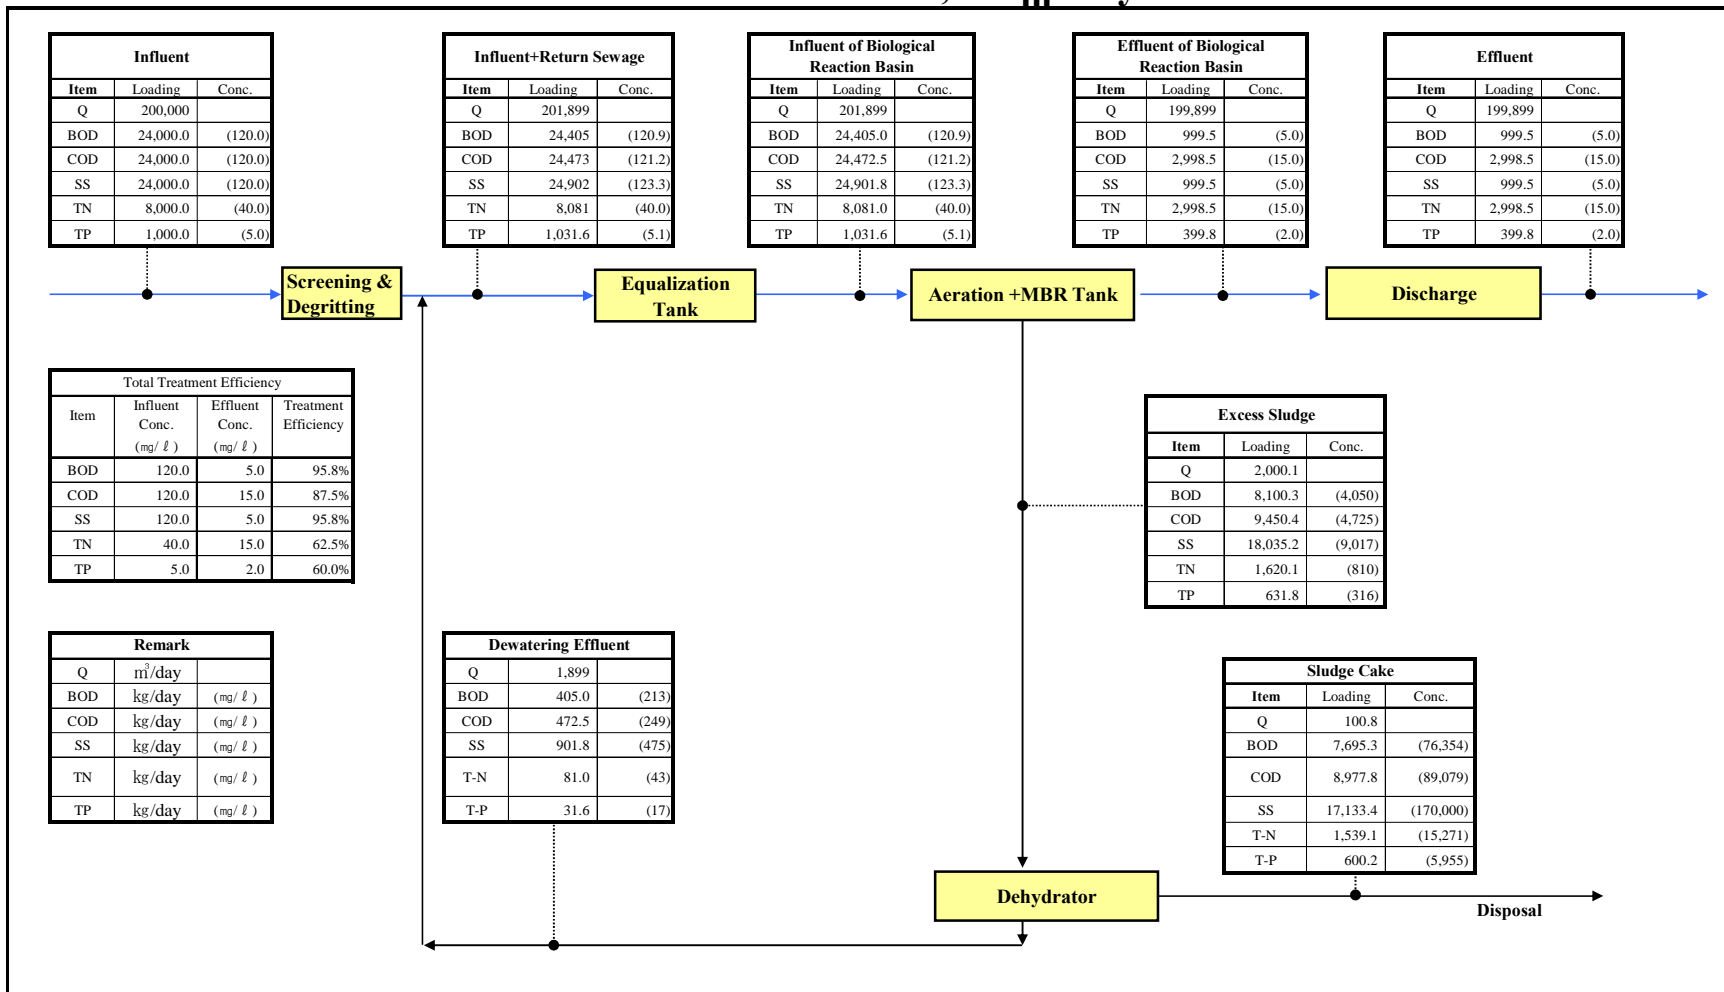 Influent
Item Loading Conc.
Q 200,000
BOD 24,000.0 (120.0)
COD 24,000.0 (120.0)
SS 24,000.0 (120.0)
TN 8,000.0 (40.0)
TP 1,000.0 (5.0)
Influent+Return Sewage
Item Loading Conc.
Q 201,899
BOD 24,405 (120.9)
COD 24,473 (121.2)
SS 24,902 (123.3)
TN 8,081 (40.0)
TP 1,031.6 (5.1)
Influent of Biological
Reaction Basin
Item Loading Conc.
Q 201,899
BOD 24,405.0 (120.9)
COD 24,472.5 (121.2)
SS 24,901.8 (123.3)
TN 8,081.0 (40.0)
TP 1,031.6 (5.1)
Effluent of Biological
Reaction Basin
Item Loading Conc.
Q 199,899
BOD 999.5 (5.0)
COD 2,998.5 (15.0)
SS 999.5 (5.0)
TN 2,998.5 (15.0)
TP 399.8 (2.0)
Effluent
Item Loading Conc.
Q 199,899
BOD 999.5 (5.0)
COD 2,998.5 (15.0)
SS 999.5 (5.0)
TN 2,998.5 (15.0)
TP 399.8 (2.0)
Screening &
Degritting
Equalization
Tank
Aeration +MBR Tank
Discharge
Total Treatment Efficiency
Item Influent Effluent Treatment
Conc. Conc. Efficiency
(㎎/ℓ) (㎎/ℓ)
BOD 120.0 5.0 95.8%
COD 120.0 15.0 87.5%
SS 120.0 5.0 95.8%
TN 40.0 15.0 62.5%
TP 5.0 2.0 60.0%
Excess Sludge
Item Loading Conc.
Q 2,000.1
BOD 8,100.3 (4,050)
COD 9,450.4 (4,725)
SS 18,035.2 (9,017)
TN 1,620.1 (810)
TP 631.8 (316)
Remark
Q ㎥/day
BOD kg/day (㎎/ℓ)
COD kg/day (㎎/ℓ)
SS kg/day (㎎/ℓ)
TN kg/day (㎎/ℓ)
TP kg/day (㎎/ℓ)
Dewatering Effluent
Q 1,899
BOD 405.0 (213)
COD 472.5 (249)
SS 901.8 (475)
T-N 81.0 (43)
T-P 31.6 (17)
Sludge Cake
Item Loading Conc.
Q 100.8
BOD 7,695.3 (76,354)
COD 8,977.8 (89,079)
SS 17,133.4 (170,000)
T-N 1,539.1 (15,271)
T-P 600.2 (5,955)
Dehydrator
Disposal